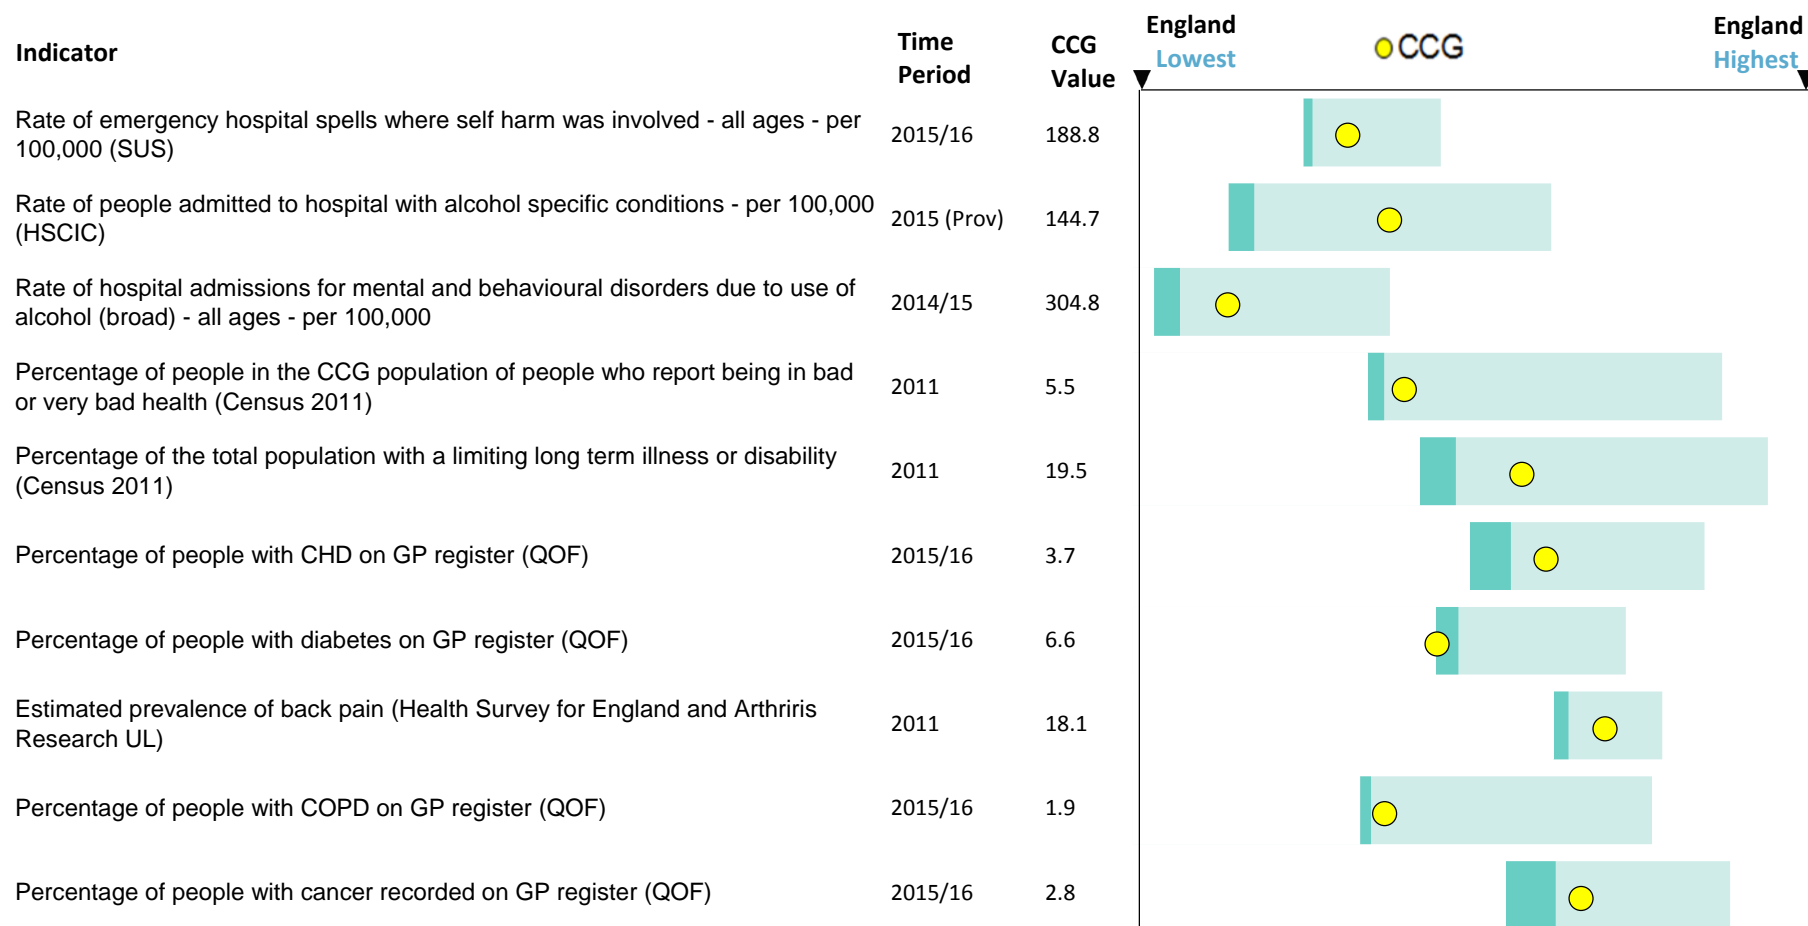 Indicator
Time
Period
CCG
Value
England
Lowest
CCG
England
Highest
Rate of emergency hospital spells where self harm was involved - all ages - per
100,000 (SUS)
2015/16
188.8
Rate of people admitted to hospital with alcohol specific conditions - per 100,000
(HSCIC)
2015 (Prov)
144.7
Rate of hospital admissions for mental and behavioural disorders due to use of
alcohol (broad) - all ages - per 100,000
2014/15
304.8
Percentage of people in the CCG population of people who report being in bad
or very bad health (Census 2011)
2011
5.5
Percentage of the total population with a limiting long term illness or disability
(Census 2011)
2011
19.5
Percentage of people with CHD on GP register (QOF)
2015/16
3.7
Percentage of people with diabetes on GP register (QOF)
2015/16
6.6
Estimated prevalence of back pain (Health Survey for England and Arthriris
Research UL)
2011
18.1
Percentage of people with COPD on GP register (QOF)
2015/16
1.9
Percentage of people with cancer recorded on GP register (QOF)
2015/16
2.8